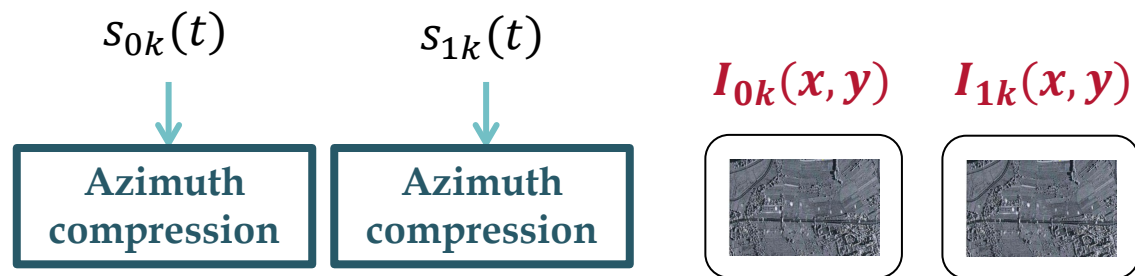 s₀ₖ(t) s₁ₖ(t)
I₀ₖ(x, y) I₁ₖ(x, y)
Azimuth compression
Azimuth compression